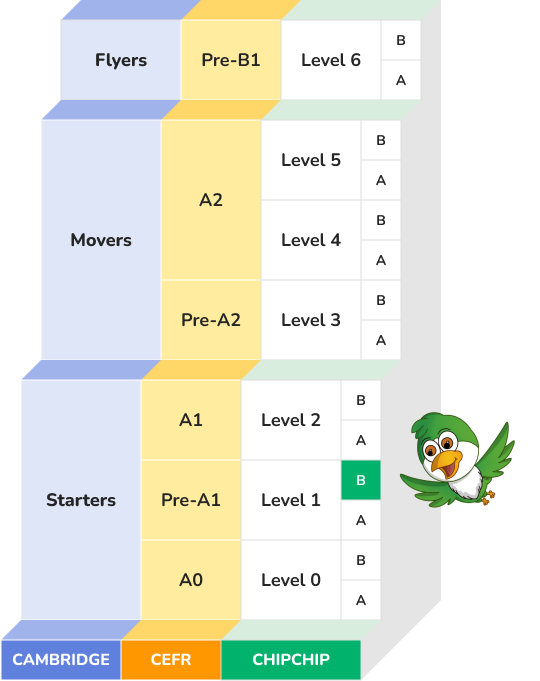 Flyers
Pre-B1
Level 6
B
A
Movers
A2
Level 5
B
A
Level 4
B
A
Pre-A2
Level 3
B
A
Starters
A1
Level 2
B
A
Pre-A1
Level 1
B
A
A0
Level 0
B
A
CAMBRIDGE
CEFR
CHIPCHIP